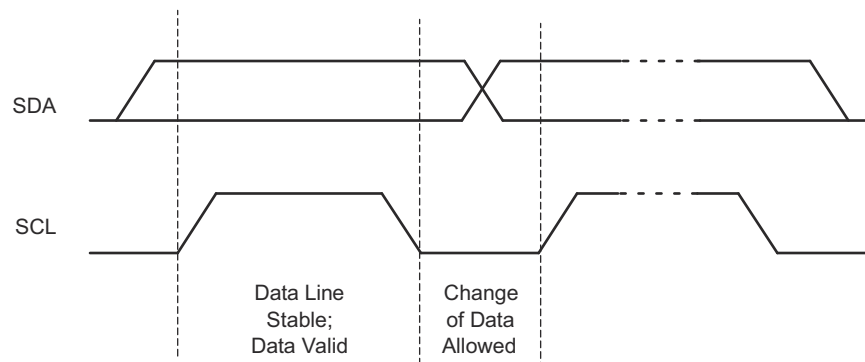 SDA
SCL
Data Line
Stable;
Data Valid
Change
of Data
Allowed